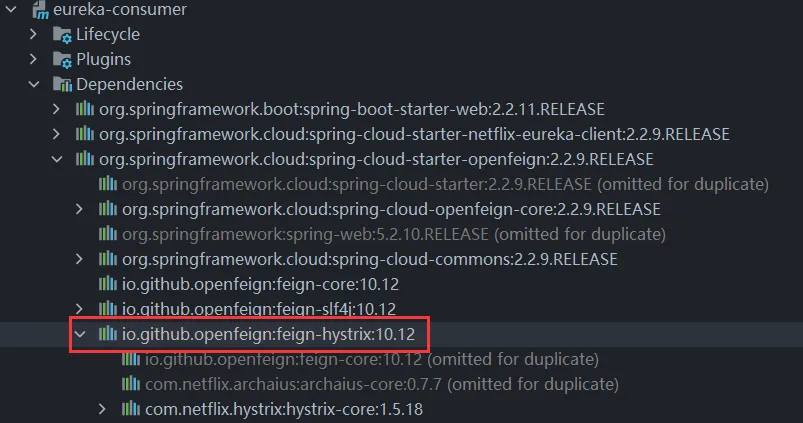 eureka-consumer
Lifecycle
Plugins
Dependencies
org.springframework.boot:spring-boot-starter-web:2.2.11.RELEASE
org.springframework.cloud:spring-cloud-starter-netflix-eureka-client:2.2.9.RELEASE
org.springframework.cloud:spring-cloud-starter-openfeign:2.2.9.RELEASE
org.springframework.cloud:spring-cloud-starter:2.2.9.RELEASE (omitted for duplicate)
org.springframework.cloud:spring-cloud-openfeign-core:2.2.9.RELEASE
org.springframework:spring-web:5.2.10.RELEASE (omitted for duplicate)
org.springframework.cloud:spring-cloud-commons:2.2.9.RELEASE
io.github.openfeign:feign-core:10.12
io.github.openfeign:feign-slf4j:10.12
io.github.openfeign:feign-hystrix:10.12
io.github.openfeign:feign-core:10.12 (omitted for duplicate)
com.netflix.archaius:archaius-core:0.7.7 (omitted for duplicate)
com.netflix.hystrix:hystrix-core:1.5.18